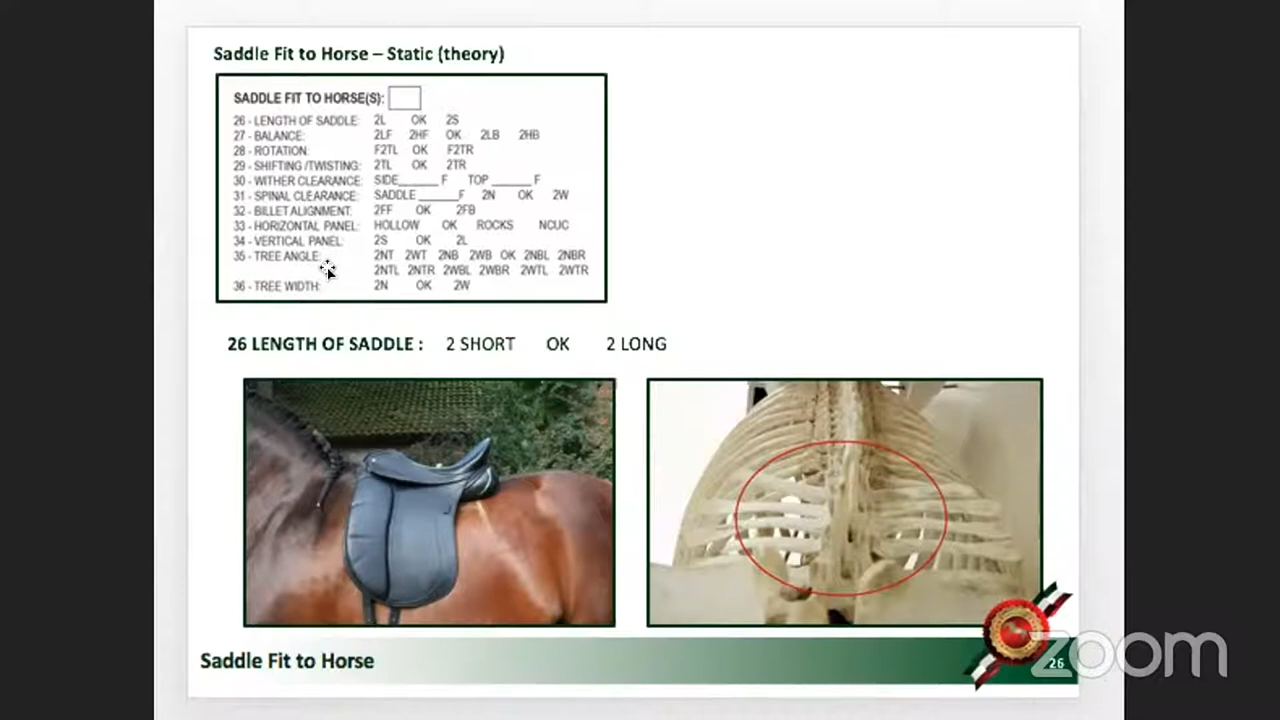 Saddle Fit to Horse – Static (theory)
SADDLE FIT TO HORSE(S):
26 - LENGTH OF SADDLE: 2L OK 2S
27 - BALANCE: 2LF 2HF OK 2LB 2HB
28 - ROTATION: F2TL OK F2TR
29 - SHIFTING /TWISTING: 2TL OK 2TR
30 - WITHER CLEARANCE: SIDE______ F TOP ______ F
31 - SPINAL CLEARANCE: SADDLE ______F 2N OK 2W
32 - BILLET ALIGNMENT: 2FF OK 2FB
33 - HORIZONTAL PANEL: HOLLOW OK ROCKS NCUC
34 - VERTICAL PANEL: 2S OK 2L
35 - TREE ANGLE: 2NT 2WT 2NB 2WB OK 2NBL 2NBR
2NTL 2NTR 2WBL 2WBR 2WTL 2WTR
36 - TREE WIDTH: 2N OK 2W
26 LENGTH OF SADDLE : 2 SHORT OK 2 LONG
Saddle Fit to Horse
26
zoom